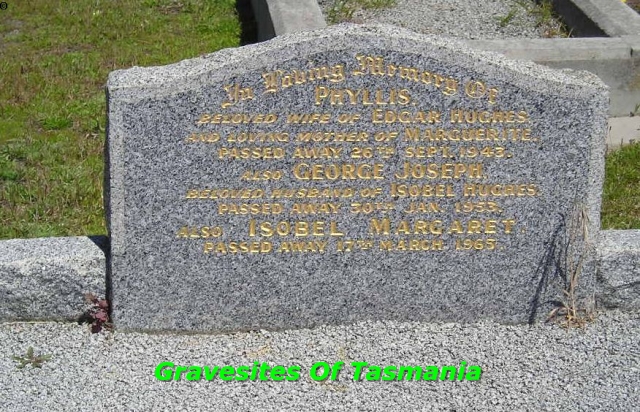 ©
In Loving Memory Of
PHYLLIS.
BELOVED WIFE OF EDGAR HUGHES.
AND LOVING MOTHER OF MARGUERITE.
PASSED AWAY 26TH SEPT. 1943.
ALSO GEORGE JOSEPH.
BELOVED HUSBAND OF ISOBEL HUGHES.
PASSED AWAY 30TH JAN. 1953.
ALSO ISOBEL MARGARET.
PASSED AWAY 17TH MARCH. 1965.
Gravesites Of Tasmania